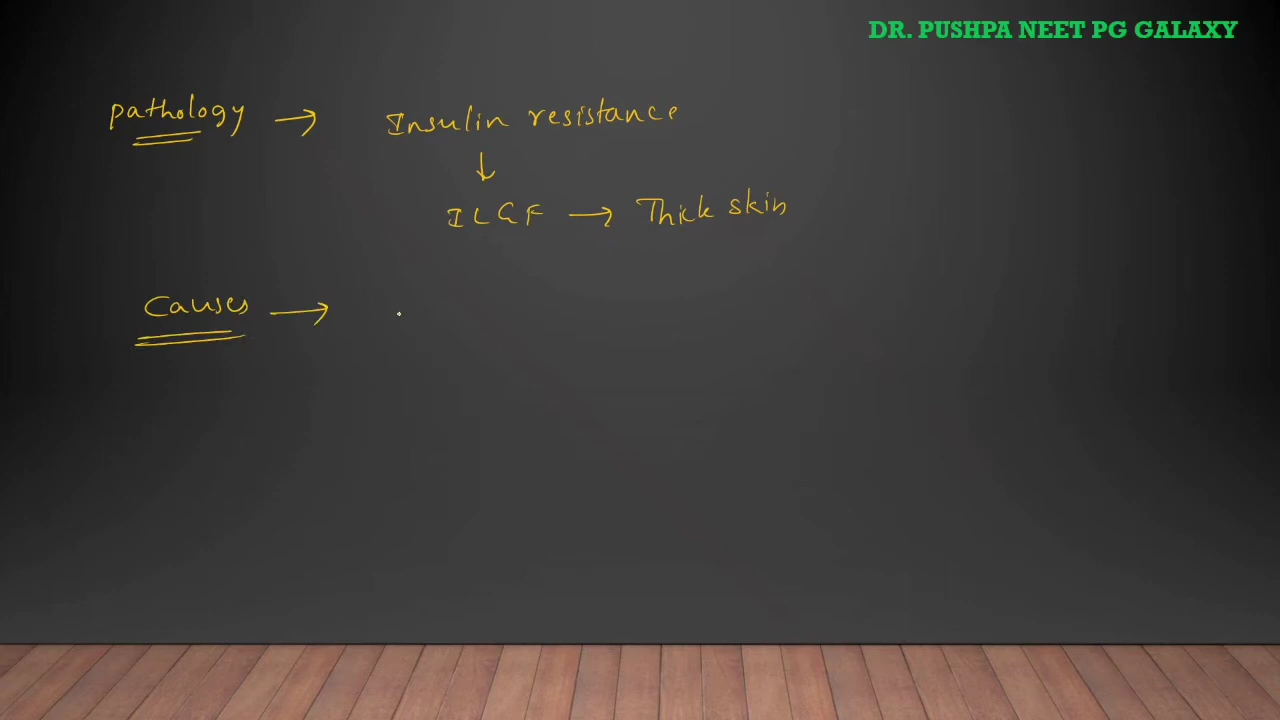 DR. PUSHPA NEET PG GALAXY
pathology → Insulin resistance
↓
ILGF → Thick skin
Causes →